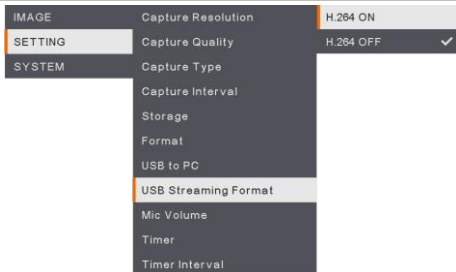 IMAGE
SETTING
SYSTEM
Capture Resolution
Capture Quality
Capture Type
Capture Interval
Storage
Format
USB to PC
USB Streaming Format
Mic Volume
Timer
Timer Interval
H.264 ON
H.264 OFF